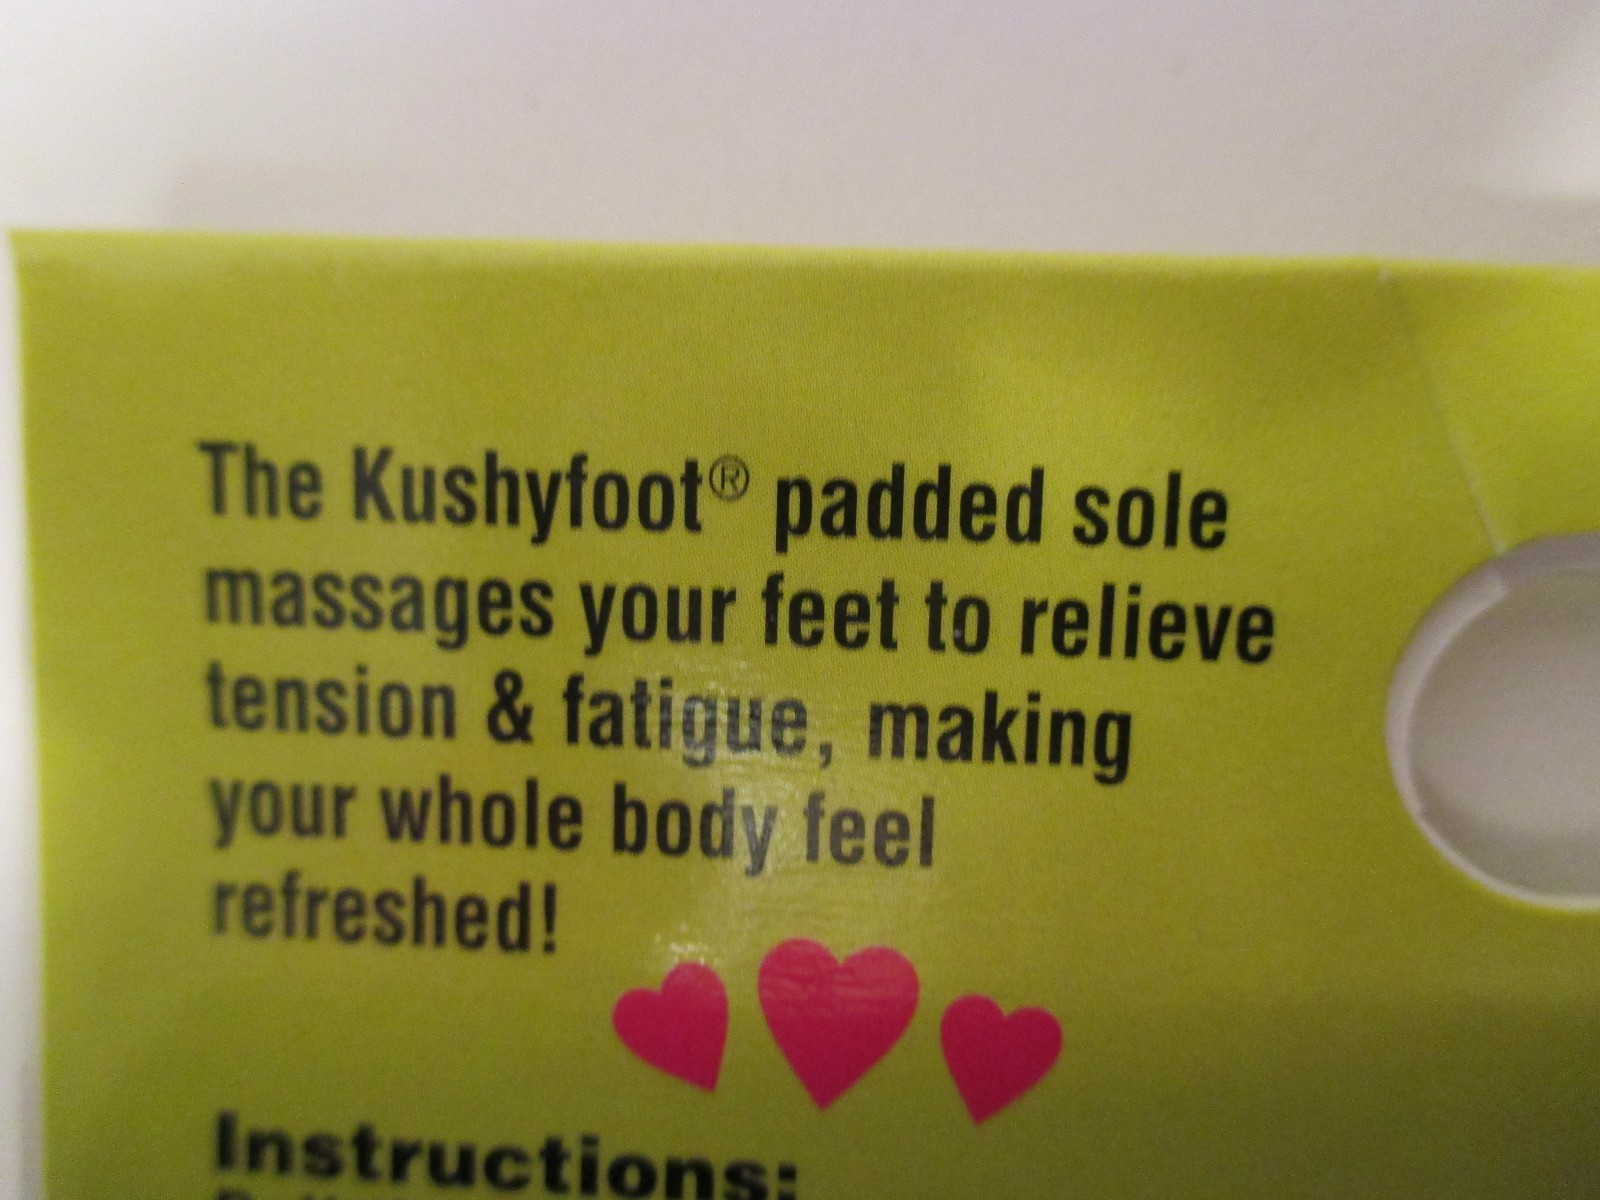 The Kushyfoot® padded sole
massages your feet to relieve
tension & fatigue, making
your whole body feel
refreshed!
Instructions: